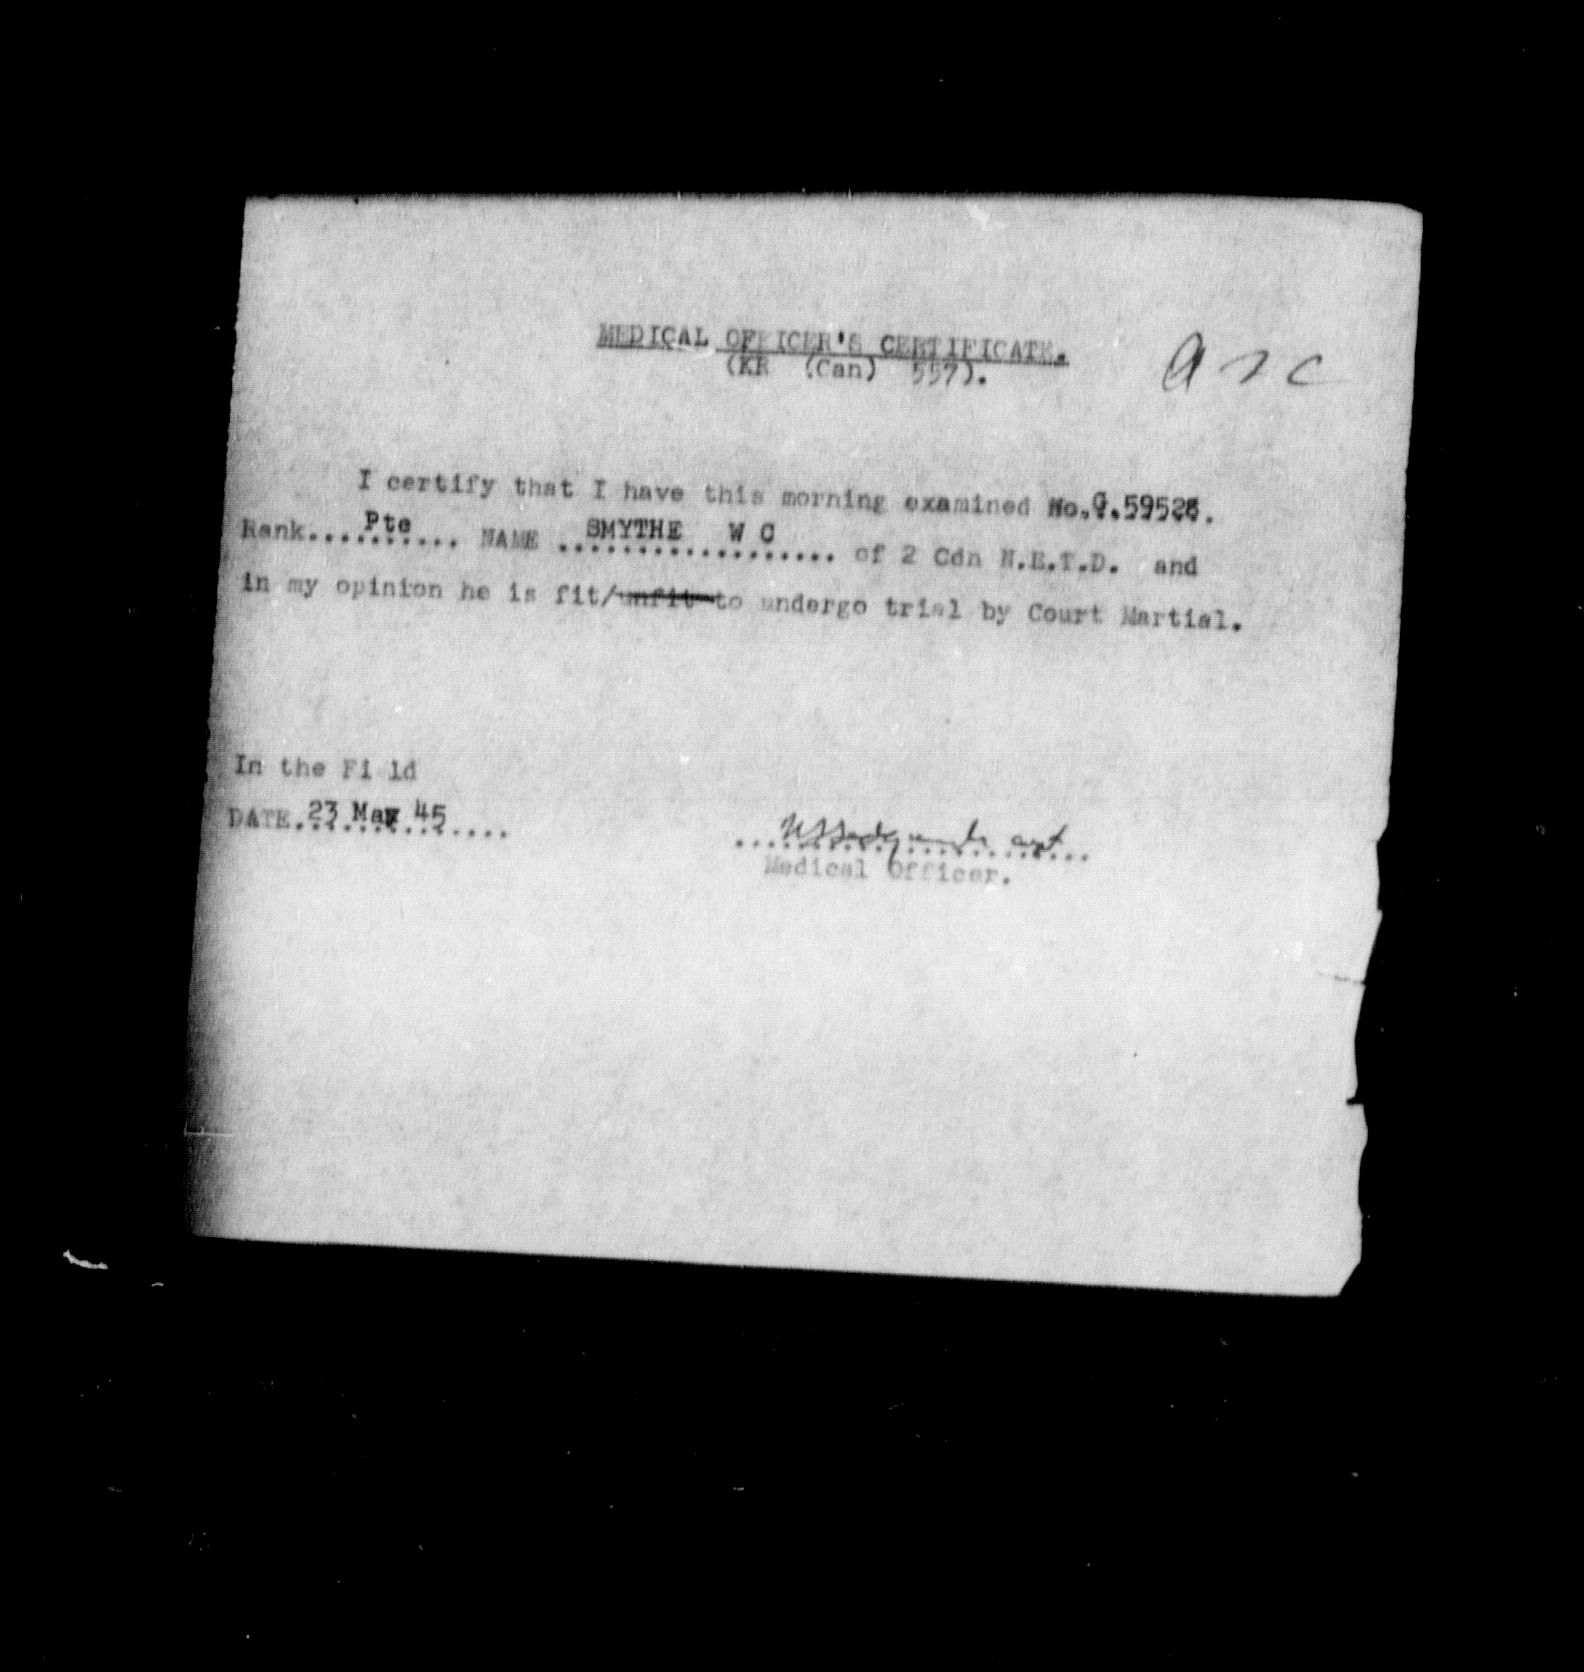 MEDICAL OFFICER'S CERTIFICATE.
(KR (Can) 557).
I certify that I have this morning examined No.G.59528.
Rank....Pte.... NAME ..SMYTHE W C.... of 2 Cdn N.E.T.D. and
in my opinion he is fit/unfit to undergo trial by Court Martial.
In the Fi ld
DATE.23 May 45....
Medical Officer.